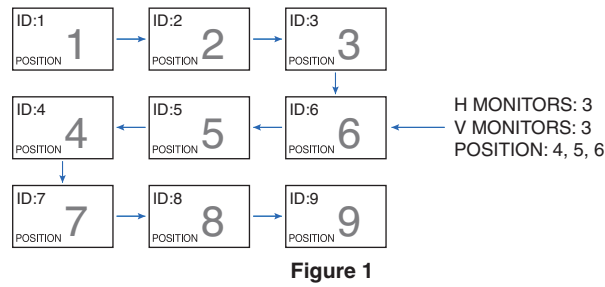 ID:1
POSITION 1
ID:2
POSITION 2
ID:3
POSITION 3
ID:4
POSITION 4
ID:5
POSITION 5
ID:6
POSITION 6
H MONITORS: 3
V MONITORS: 3
POSITION: 4, 5, 6
ID:7
POSITION 7
ID:8
POSITION 8
ID:9
POSITION 9
Figure 1